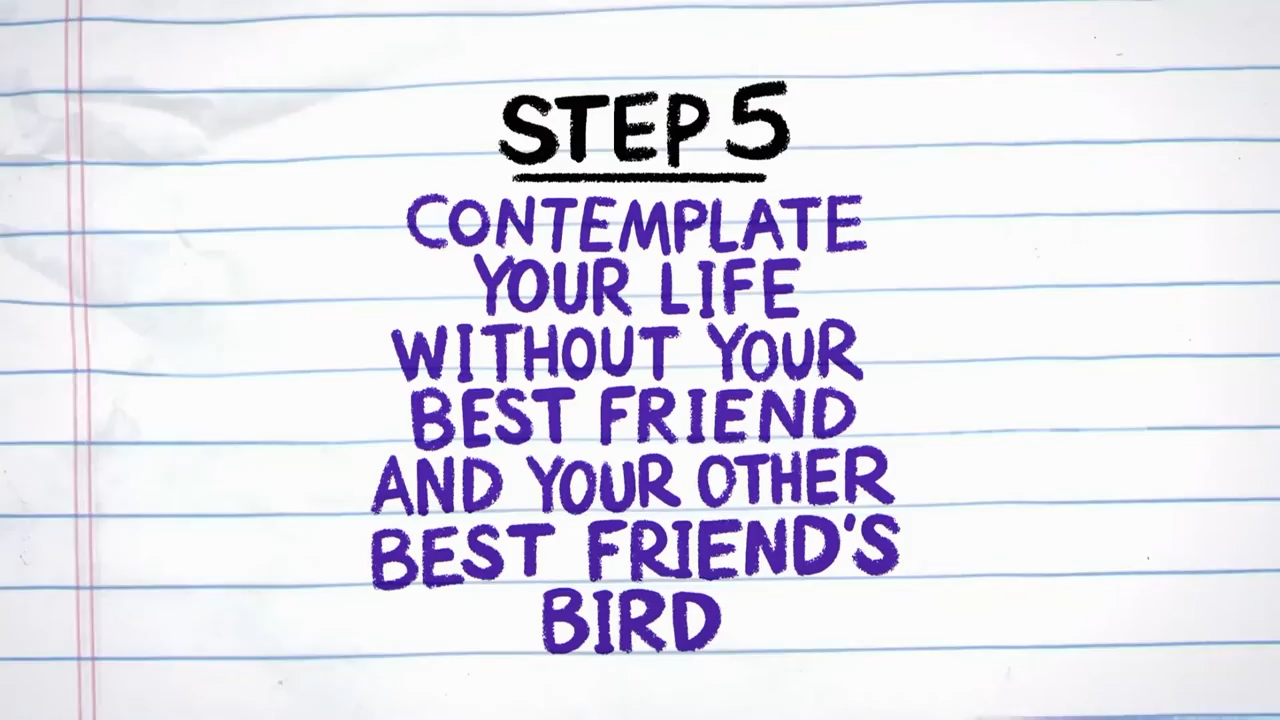 STEP 5
CONTEMPLATE
YOUR LIFE
WITHOUT YOUR
BEST FRIEND
AND YOUR OTHER
BEST FRIEND'S
BIRD